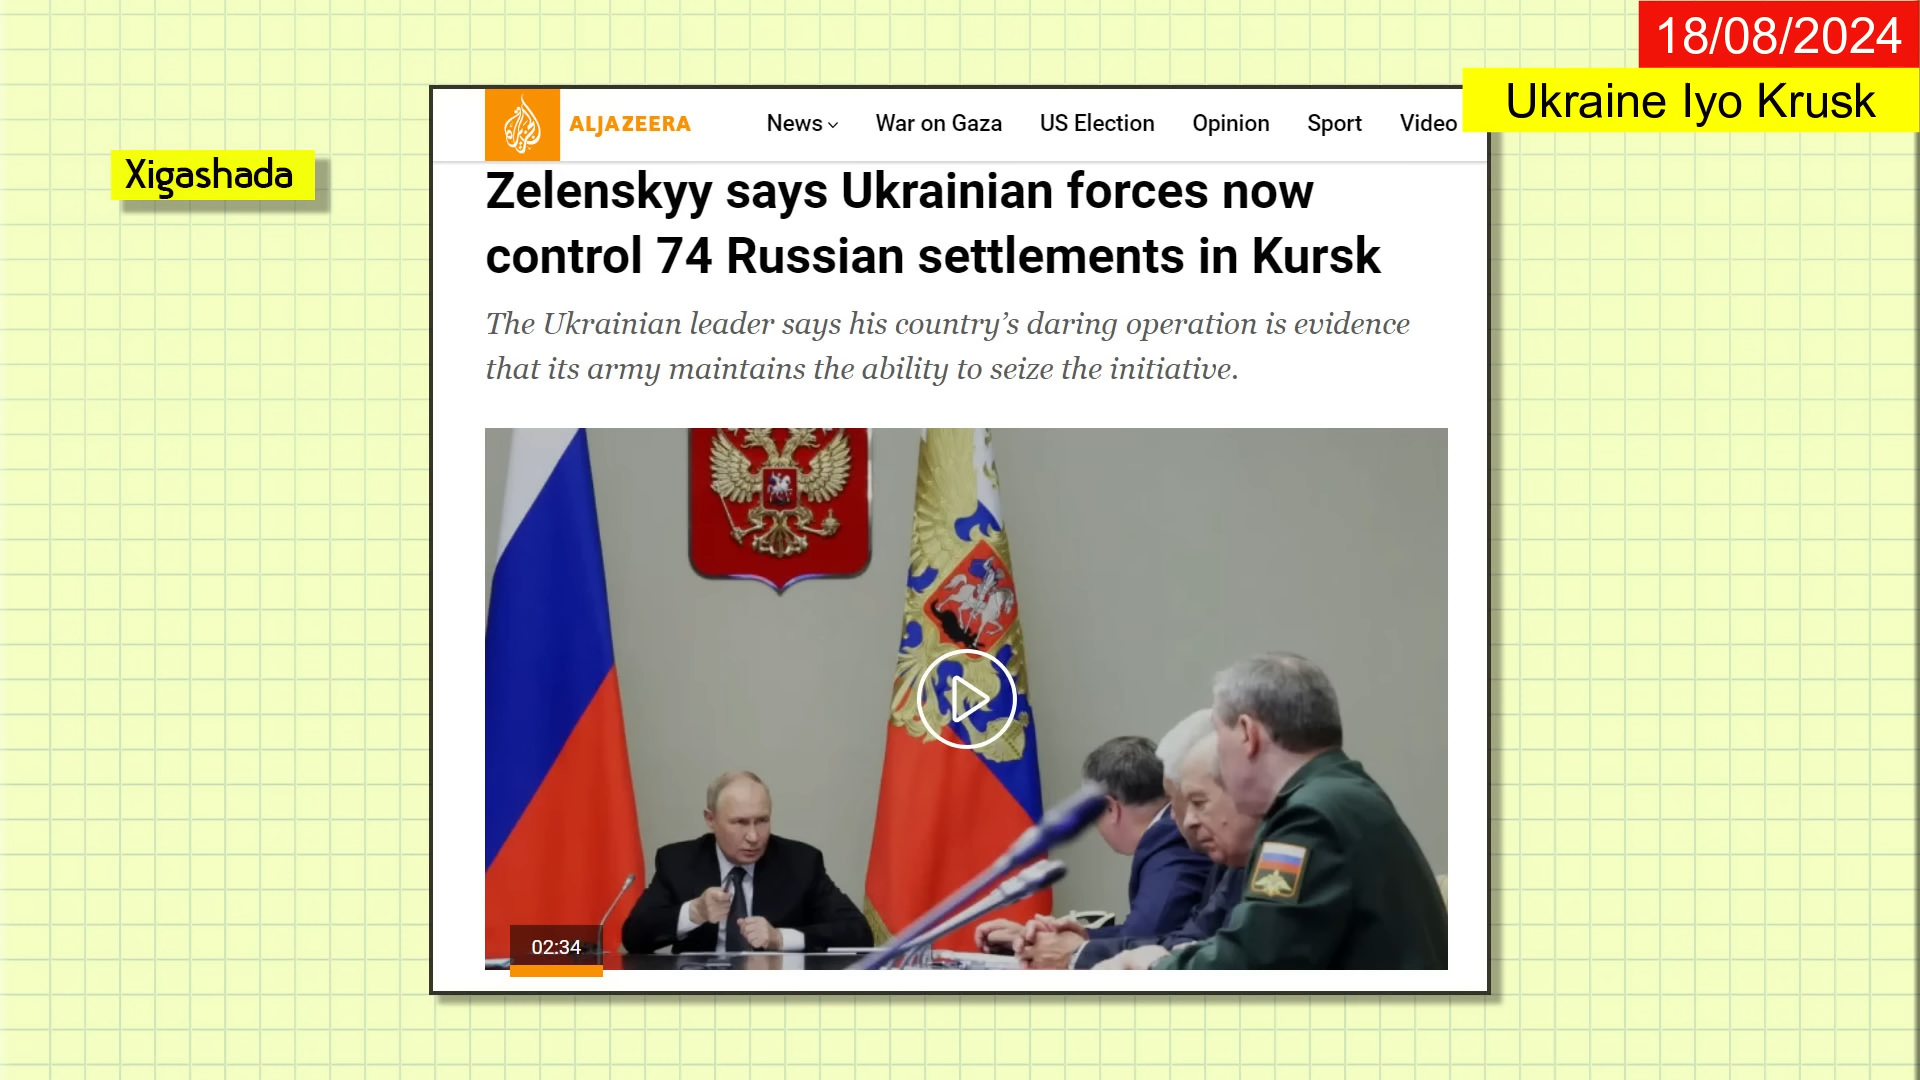 18/08/2024
Ukraine Iyo Krusk
Xigashada
ALJAZEERA
News War on Gaza US Election Opinion Sport Video
Zelenskyy says Ukrainian forces now
control 74 Russian settlements in Kursk
The Ukrainian leader says his country’s daring operation is evidence
that its army maintains the ability to seize the initiative.
02:34